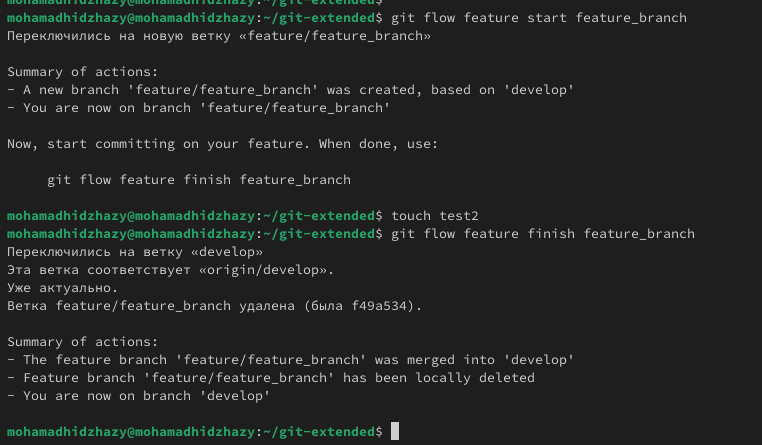 mohamadhidzhazy@mohamadhidzhazy:~/git-extended$
mohamadhidzhazy@mohamadhidzhazy:~/git-extended$ git flow feature start feature_branch
Переключились на новую ветку «feature/feature_branch»
Summary of actions:
- A new branch 'feature/feature_branch' was created, based on 'develop'
- You are now on branch 'feature/feature_branch'
Now, start committing on your feature. When done, use:
git flow feature finish feature_branch
mohamadhidzhazy@mohamadhidzhazy:~/git-extended$ touch test2
mohamadhidzhazy@mohamadhidzhazy:~/git-extended$ git flow feature finish feature_branch
Переключились на ветку «develop»
Эта ветка соответствует «origin/develop».
Уже актуально.
Ветка feature/feature_branch удалена (была f49a534).
Summary of actions:
- The feature branch 'feature/feature_branch' was merged into 'develop'
- Feature branch 'feature/feature_branch' has been locally deleted
- You are now on branch 'develop'
mohamadhidzhazy@mohamadhidzhazy:~/git-extended$